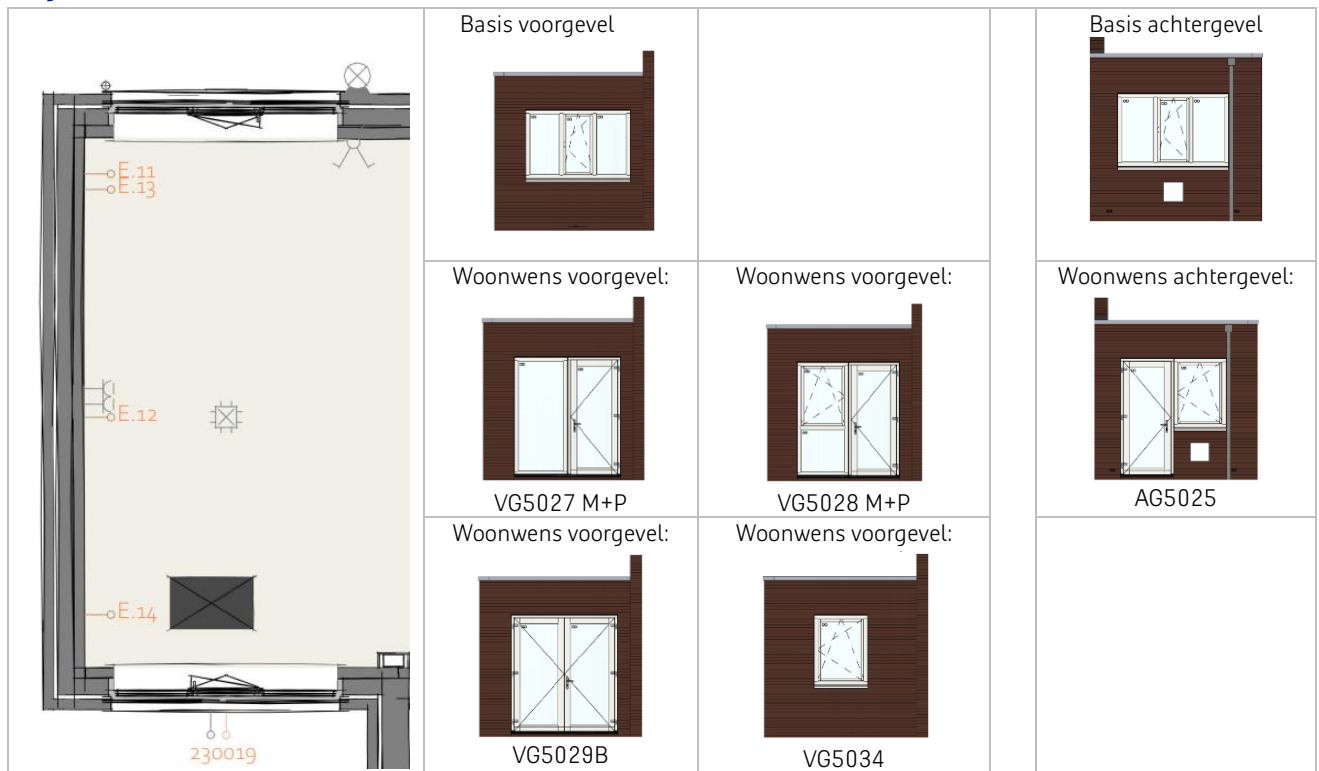 E.11
E.13
E.12
E.14
230019
Basis voorgevel
Basis achtergevel
Woonwens voorgevel:
VG5027 M+P
Woonwens voorgevel:
VG5028 M+P
Woonwens achtergevel:
AG5025
Woonwens voorgevel:
VG5029B
Woonwens voorgevel:
VG5034